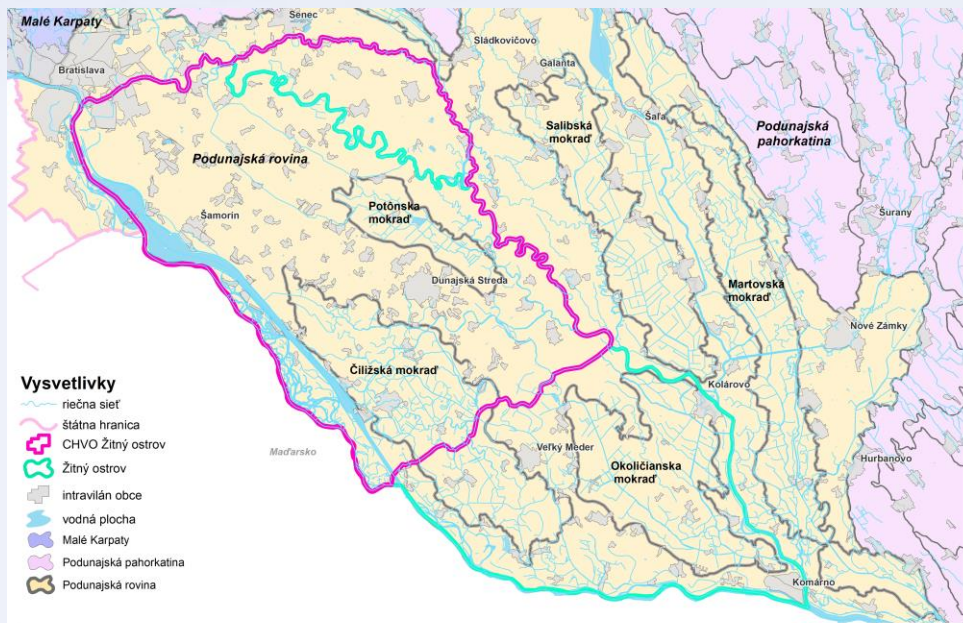 Malé Karpaty
Senec
Bratislava
Sládkovičovo
Galanta
Šaľa
Salibská
mokraď
Podunajská
pahorkatina
Podunajská rovina
Potônska
mokraď
Šamorín
Šurany
Dunajská Streda
Martovská
mokraď
Nové Zámky
Čiližská mokraď
Kolárovo
Maďarsko
Veľký Meder
Okoličianska
mokraď
Hurbanovo
Komárno
Vysvetlivky
riečna sieť
štátna hranica
CHVO Žitný ostrov
Žitný ostrov
intravilán obce
vodná plocha
Malé Karpaty
Podunajská pahorkatina
Podunajská rovina